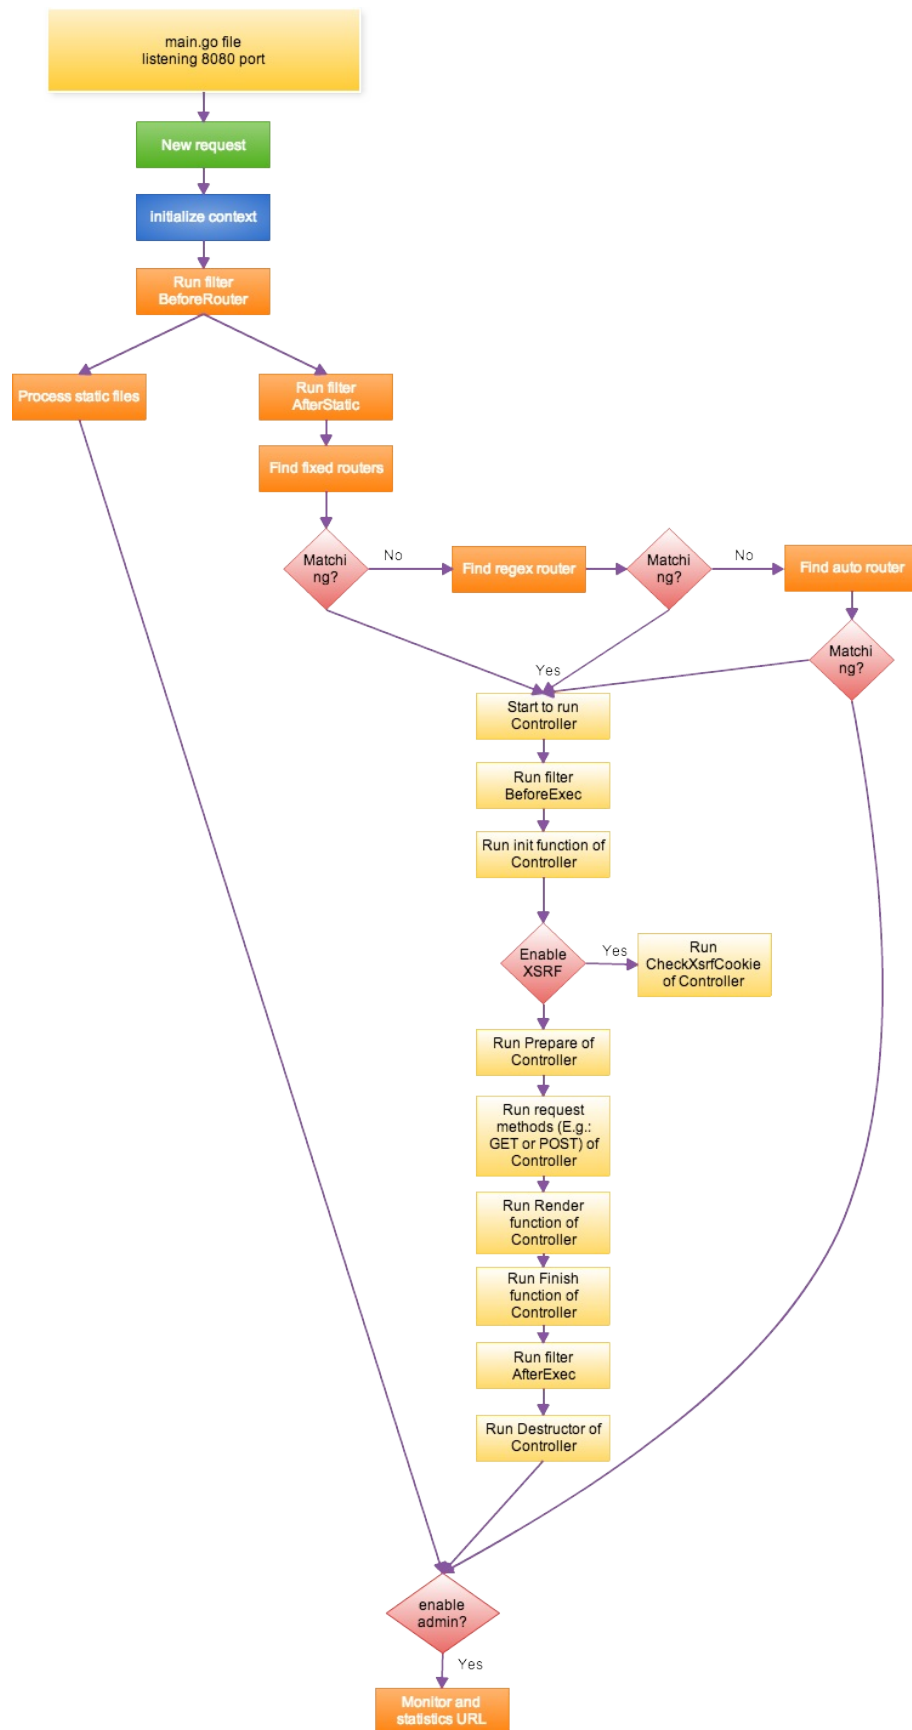 main.go file
listening 8080 port
New request
initialize context
Run filter
BeforeRouter
Process static files
Run filter
AfterStatic
Find fixed routers
Matchi
ng?
No
Find regex router
Matchi
ng?
No
Find auto router
Matchi
ng?
Yes
Start to run
Controller
Run filter
BeforeExec
Run init function of
Controller
Enable
XSRF
Yes
Run
CheckXsrfCookie
of Controller
Run Prepare of
Controller
Run request
methods (E.g.:
GET or POST) of
Controller
Run Render
function of
Controller
Run Finish
function of
Controller
Run filter
AfterExec
Run Destructor of
Controller
enable
admin?
Yes
Monitor and
statistics URL